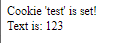 Cookie 'test' is set!
Text is: 123